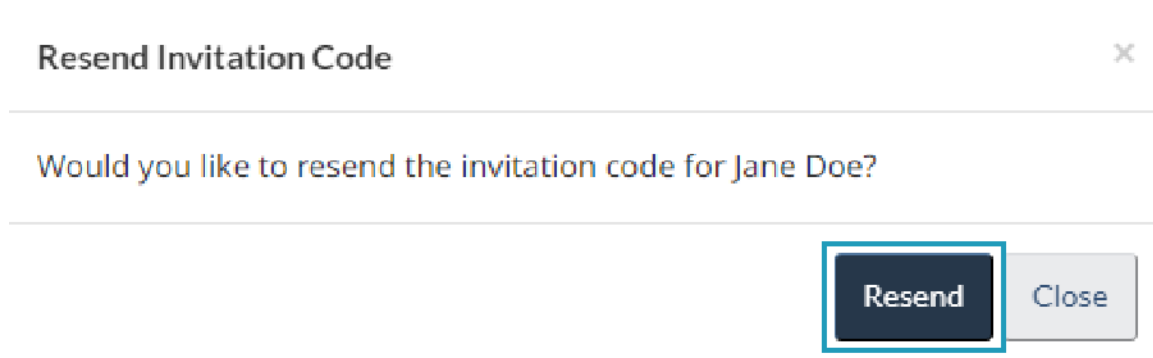 Resend Invitation Code
×
Would you like to resend the invitation code for Jane Doe?
Resend Close